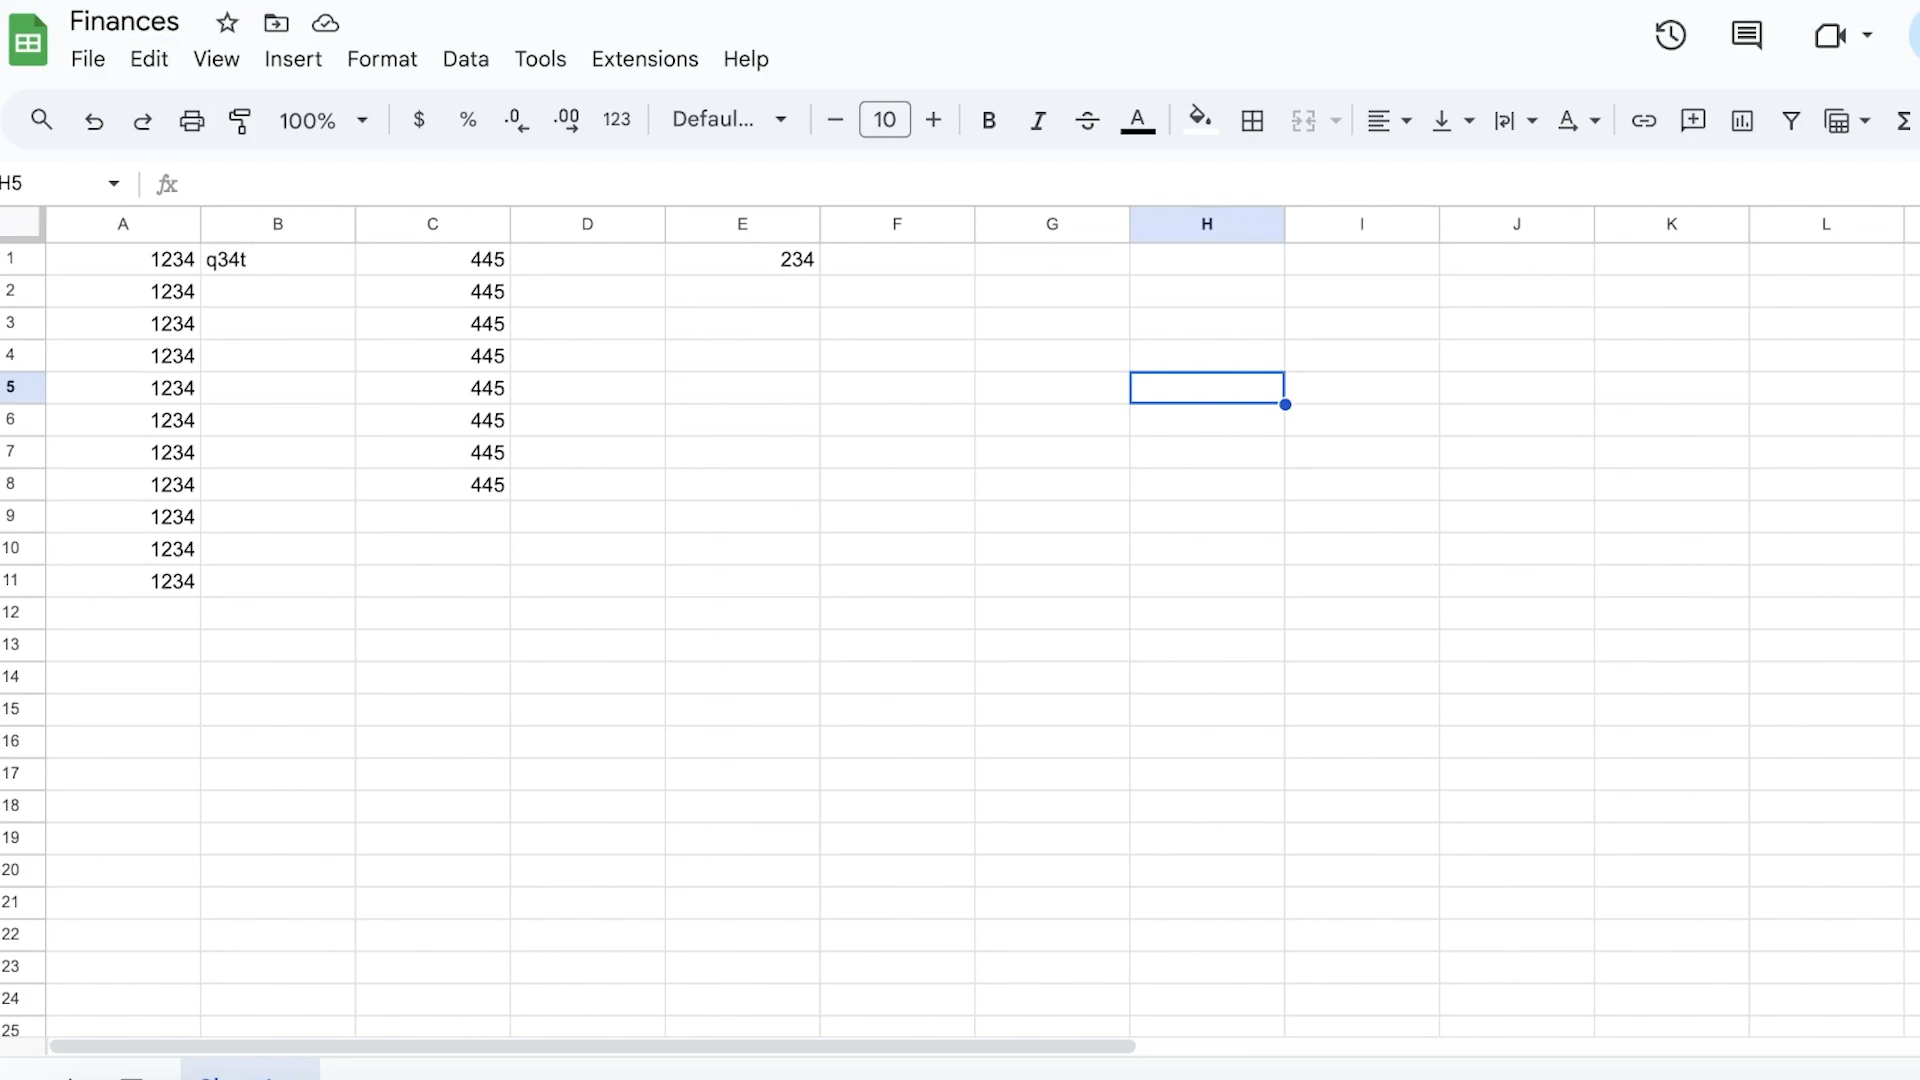 Finances
File Edit View Insert Format Data Tools Extensions Help
100% $ % .0 .00 123 Defaul... − 10 + B I S A Σ
H5 fx
A B C D E F G H I J K L
1 1234 q34t 445 234
2 1234 445
3 1234 445
4 1234 445
5 1234 445
6 1234 445
7 1234 445
8 1234 445
9 1234
10 1234
11 1234
12
13
14
15
16
17
18
19
20
21
22
23
24
25